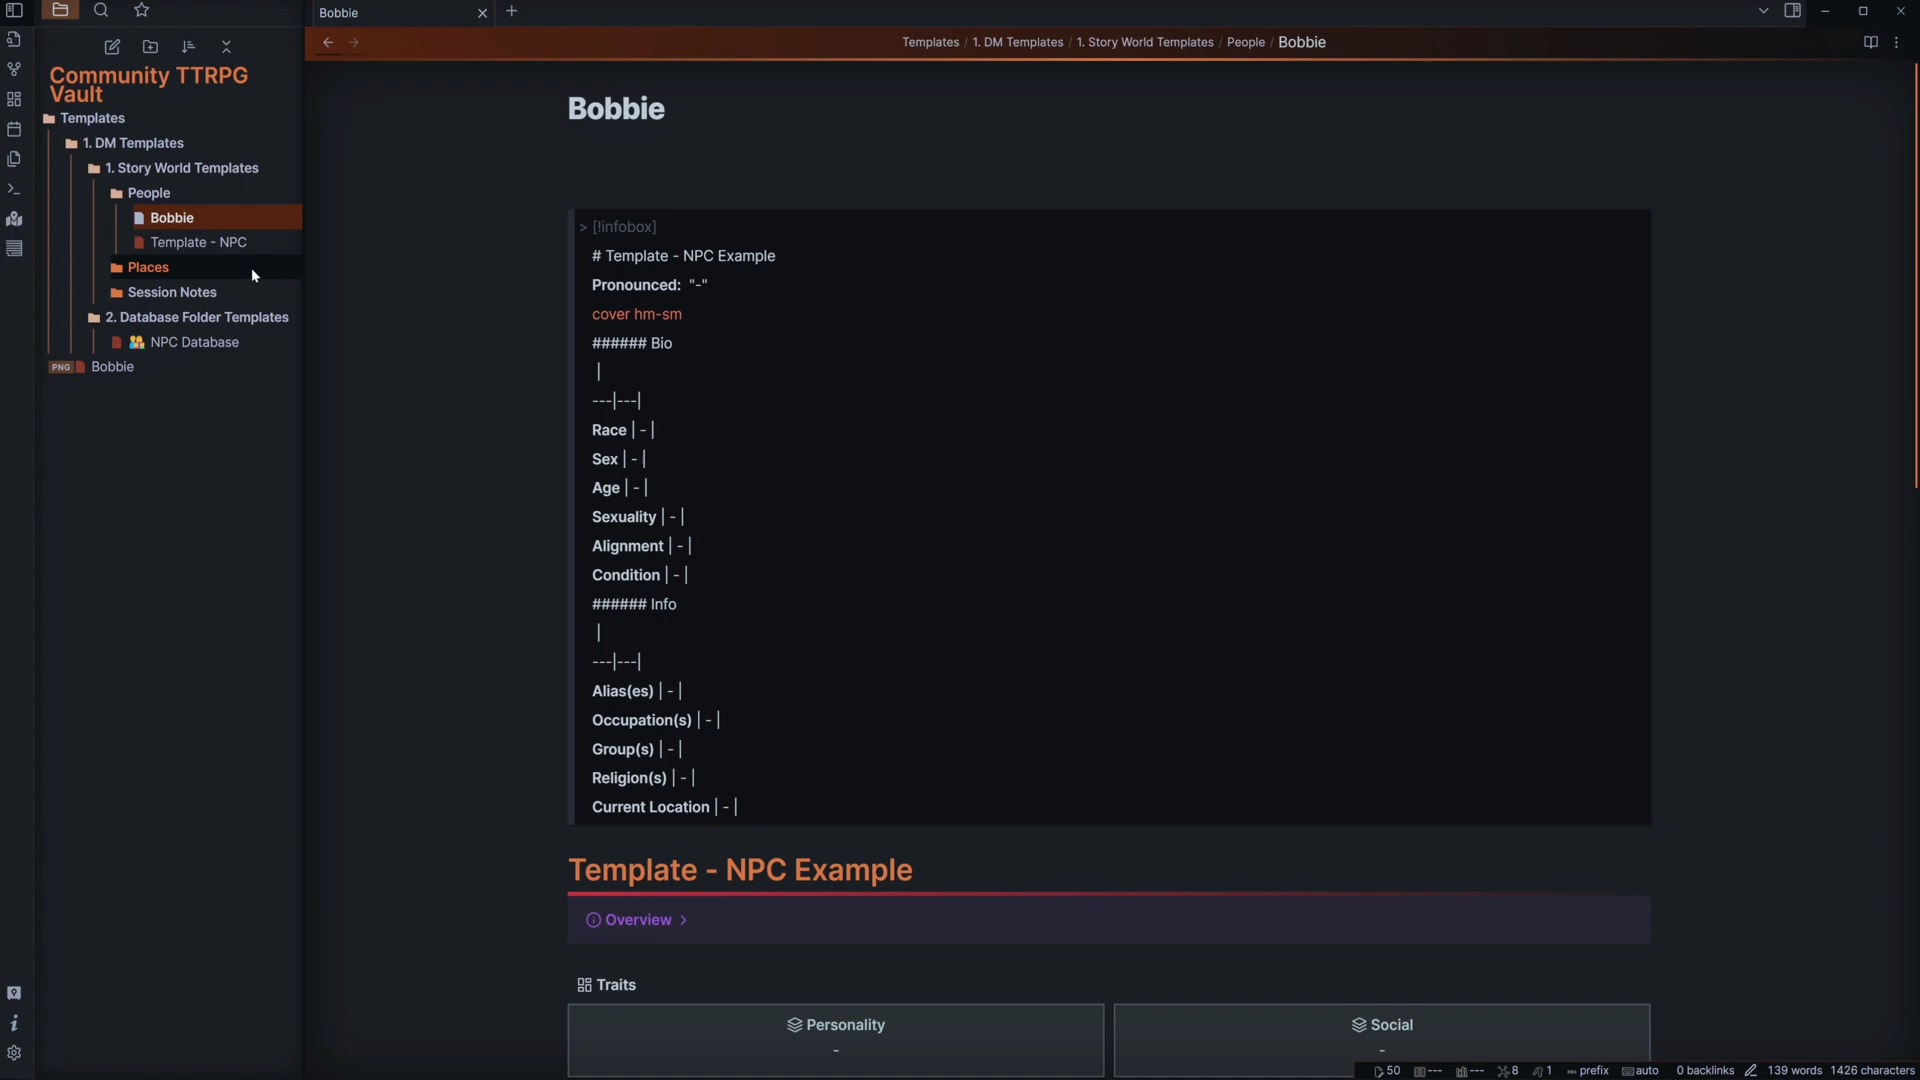 Bobbie
Templates / 1. DM Templates / 1. Story World Templates / People / Bobbie
Community TTRPG
Vault
Templates
1. DM Templates
1. Story World Templates
People
Bobbie
Template - NPC
Places
Session Notes
2. Database Folder Templates
👥 NPC Database
PNG Bobbie
Bobbie
> [!infobox]
# Template - NPC Example
Pronounced: "-"
cover hm-sm
###### Bio
|
---|---|
Race | - |
Sex | - |
Age | - |
Sexuality | - |
Alignment | - |
Condition | - |
###### Info
|
---|---|
Alias(es) | - |
Occupation(s) | - |
Group(s) | - |
Religion(s) | - |
Current Location | - |
Template - NPC Example
Overview
Traits
Personality
-
Social
-
50 --- --- 8 1 prefix auto 0 backlinks 139 words 1426 characters